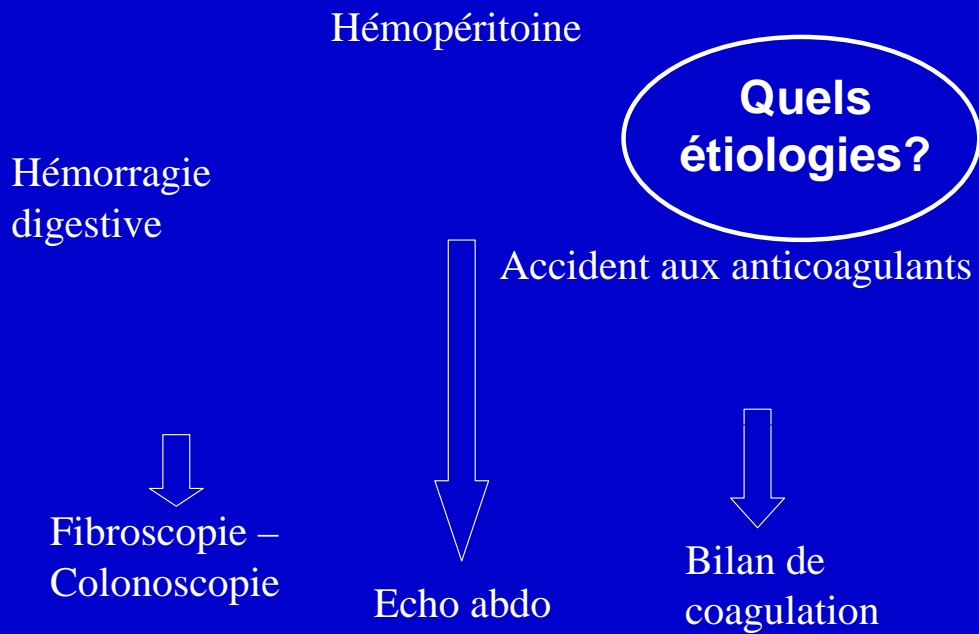 Hémopéritoine
Quels
étiologies?
Hémorragie
digestive
Accident aux anticoagulants
Fibroscopie –
Colonoscopie
Echo abdo
Bilan de
coagulation